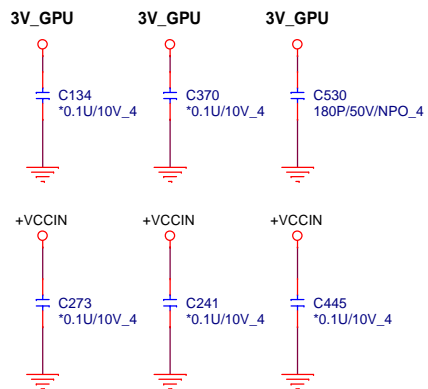 3V_GPU 3V_GPU 3V_GPU
C134 C370 C530
*0.1U/10V_4 *0.1U/10V_4 180P/50V/NPO_4
+VCCIN +VCCIN +VCCIN
C273 C241 C445
*0.1U/10V_4 *0.1U/10V_4 *0.1U/10V_4